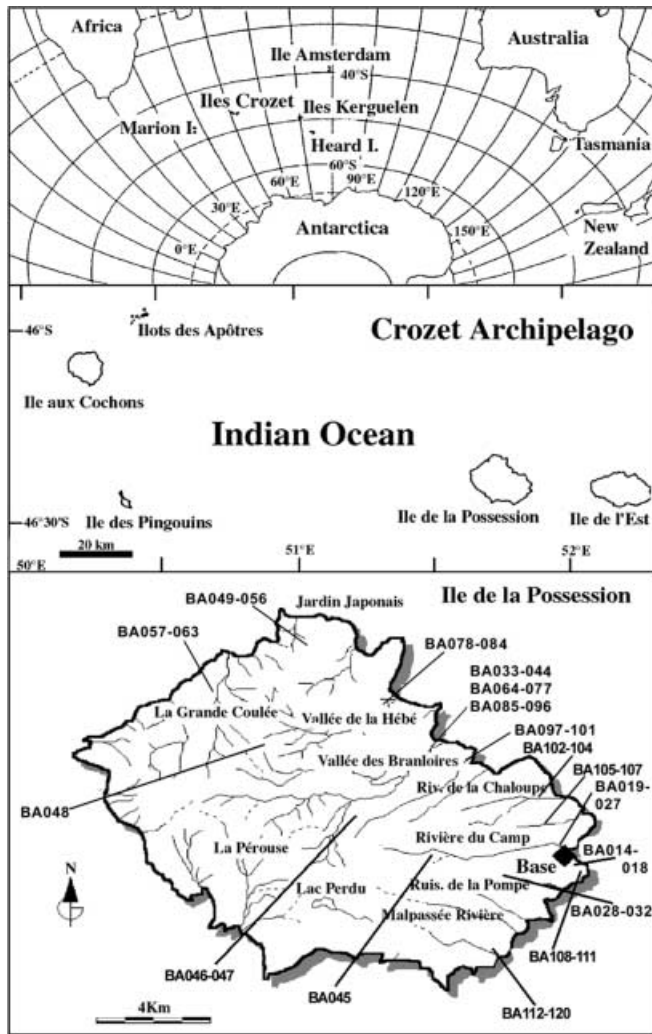 Africa
Australia
Ile Amsterdam
40°S
Iles Crozet
Iles Kerguelen
Marion I:
Heard I.
Tasmania
60°S
60°E
90°E
120°E
30°E
Antarctica
150°E
New
Zealand
0°E
46°S
Ilots des Apôtres
Crozet Archipelago
Ile aux Cochons
Indian Ocean
46°30'S
Ile des Pingouins
Ile de la Possession
Ile de l'Est
20 km
50°E
51°E
52°E
BA049-056
Jardin Japonais
Ile de la Possession
BA057-063
BA078-084
BA033-044
BA064-077
BA085-096
La Grande Coulée
Vallée de la Hébé
BA097-101
BA102-104
Vallée des Branloires
BA105-107
Riv. de la Chaloupe
BA019-
027
BA048
Rivière du Camp
La Pérouse
BA014-
018
Base
N
Lac Perdu
Ruis. de la Pompe
BA028-032
Malpassée Rivière
BA108-111
BA046-047
BA045
BA112-120
4Km